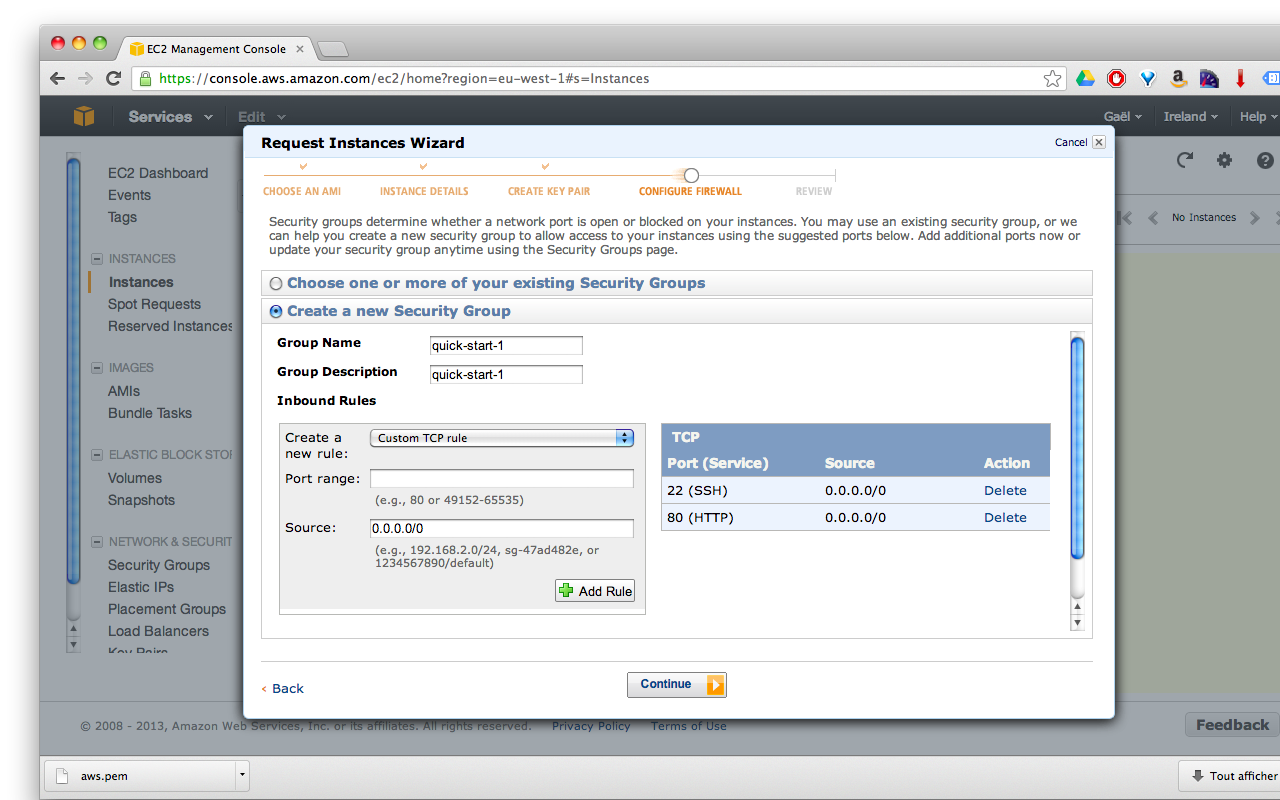 EC2 Management Console
https://console.aws.amazon.com/ec2/home?region=eu-west-1#s=Instances
Services Edit Gaël Ireland Help
Request Instances Wizard Cancel
CHOOSE AN AMI INSTANCE DETAILS CREATE KEY PAIR CONFIGURE FIREWALL REVIEW
Security groups determine whether a network port is open or blocked on your instances. You may use an existing security group, or we
can help you create a new security group to allow access to your instances using the suggested ports below. Add additional ports now or
update your security group anytime using the Security Groups page.
Choose one or more of your existing Security Groups
Create a new Security Group
Group Name quick-start-1
Group Description quick-start-1
Inbound Rules
Create a new rule: Custom TCP rule
Port range:
(e.g., 80 or 49152-65535)
Source: 0.0.0.0/0
(e.g., 192.168.2.0/24, sg-47ad482e, or
1234567890/default)
Add Rule
TCP
Port (Service) Source Action
22 (SSH) 0.0.0.0/0 Delete
80 (HTTP) 0.0.0.0/0 Delete
Back
Continue
EC2 Dashboard
Events
Tags
INSTANCES
Instances
Spot Requests
Reserved Instances
IMAGES
AMIs
Bundle Tasks
ELASTIC BLOCK STO
Volumes
Snapshots
NETWORK & SECURIT
Security Groups
Elastic IPs
Placement Groups
Load Balancers
Key Pairs
No Instances
© 2008 - 2013, Amazon Web Services, Inc. or its affiliates. All rights reserved. Privacy Policy Terms of Use
Feedback
aws.pem
Tout afficher